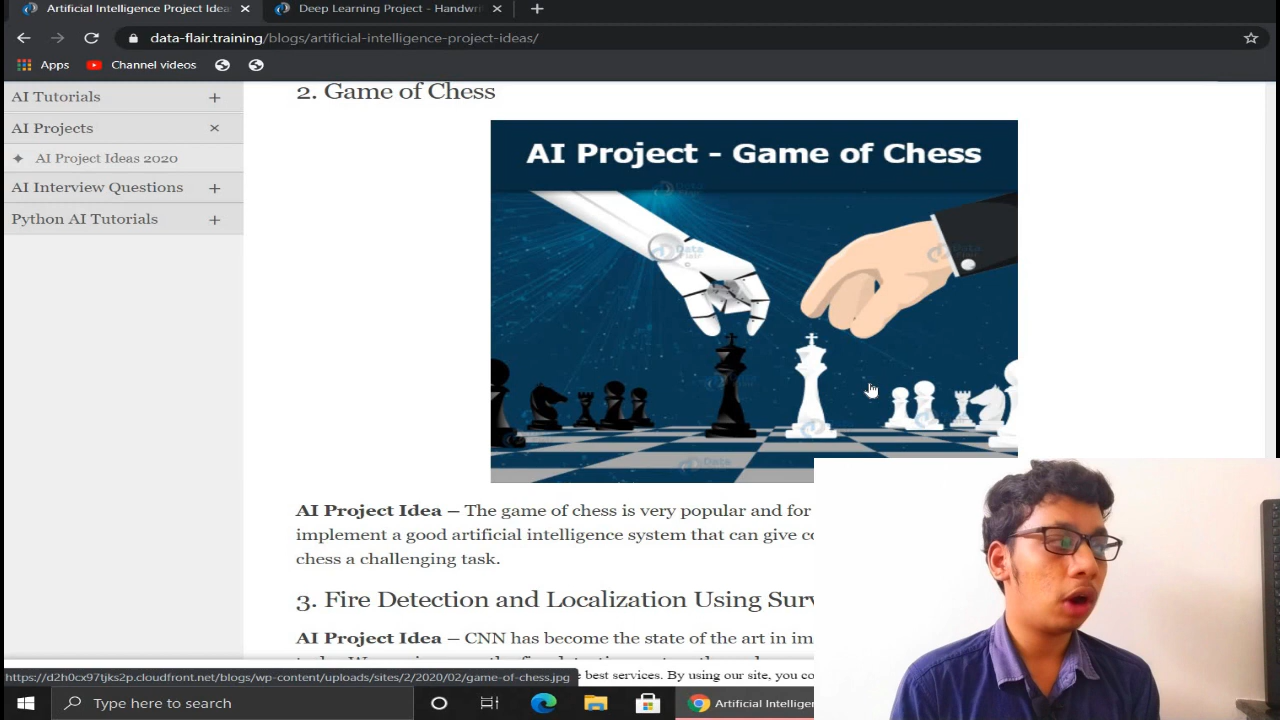 Artificial Intelligence Project Idea
Deep Learning Project - Handwri
data-flair.training/blogs/artificial-intelligence-project-ideas/
Apps
Channel videos
AI Tutorials
AI Projects
AI Project Ideas 2020
AI Interview Questions
Python AI Tutorials
2. Game of Chess
AI Project - Game of Chess
AI Project Idea – The game of chess is very popular and for
implement a good artificial intelligence system that can give co
chess a challenging task.
3. Fire Detection and Localization Using Surv
AI Project Idea – CNN has become the state of the art in im
https://d2h0cx97tjks2p.cloudfront.net/blogs/wp-content/uploads/sites/2/2020/02/game-of-chess.jpg
best services. By using our site, you co
Type here to search
Artificial Intelligen